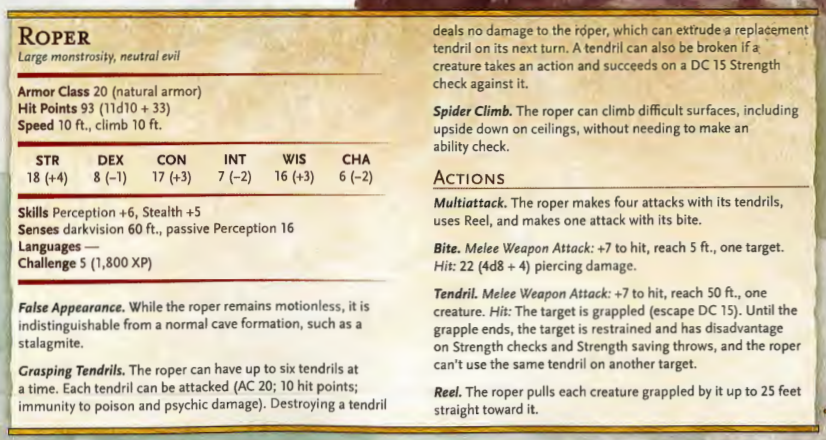 ROPER
Large monstrosity, neutral evil
Armor Class 20 (natural armor)
Hit Points 93 (11d10 + 33)
Speed 10 ft., climb 10 ft.
STR DEX CON INT WIS CHA
18 (+4) 8 (−1) 17 (+3) 7 (−2) 16 (+3) 6 (−2)
Skills Perception +6, Stealth +5
Senses darkvision 60 ft., passive Perception 16
Languages —
Challenge 5 (1,800 XP)
False Appearance. While the roper remains motionless, it is
indistinguishable from a normal cave formation, such as a
stalagmite.
Grasping Tendrils. The roper can have up to six tendrils at
a time. Each tendril can be attacked (AC 20; 10 hit points;
immunity to poison and psychic damage). Destroying a tendril
deals no damage to the roper, which can extrude a replacement
tendril on its next turn. A tendril can also be broken if a
creature takes an action and succeeds on a DC 15 Strength
check against it.
Spider Climb. The roper can climb difficult surfaces, including
upside down on ceilings, without needing to make an
ability check.
ACTIONS
Multiattack. The roper makes four attacks with its tendrils,
uses Reel, and makes one attack with its bite.
Bite. Melee Weapon Attack: +7 to hit, reach 5 ft., one target.
Hit: 22 (4d8 + 4) piercing damage.
Tendril. Melee Weapon Attack: +7 to hit, reach 50 ft., one
creature. Hit: The target is grappled (escape DC 15). Until the
grapple ends, the target is restrained and has disadvantage
on Strength checks and Strength saving throws, and the roper
can't use the same tendril on another target.
Reel. The roper pulls each creature grappled by it up to 25 feet
straight toward it.